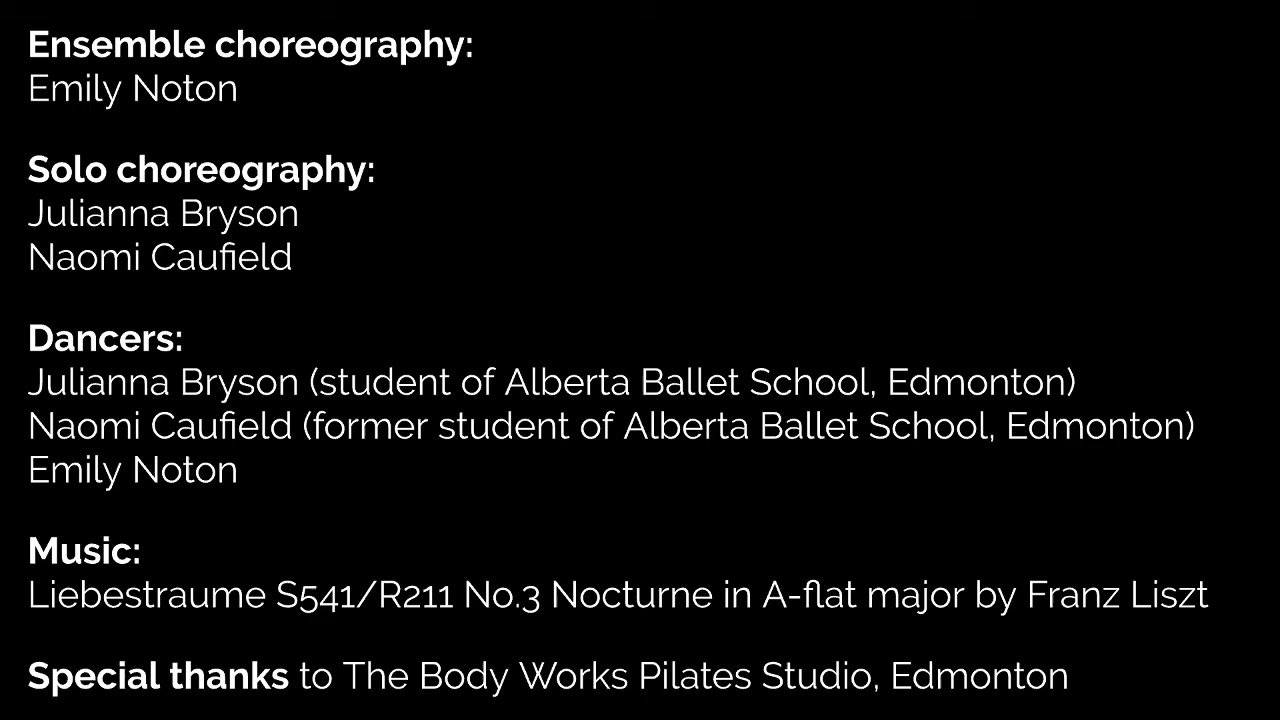 Ensemble choreography:
Emily Noton
Solo choreography:
Julianna Bryson
Naomi Caufield
Dancers:
Julianna Bryson (student of Alberta Ballet School, Edmonton)
Naomi Caufield (former student of Alberta Ballet School, Edmonton)
Emily Noton
Music:
Liebestraume S541/R211 No.3 Nocturne in A-flat major by Franz Liszt
Special thanks to The Body Works Pilates Studio, Edmonton